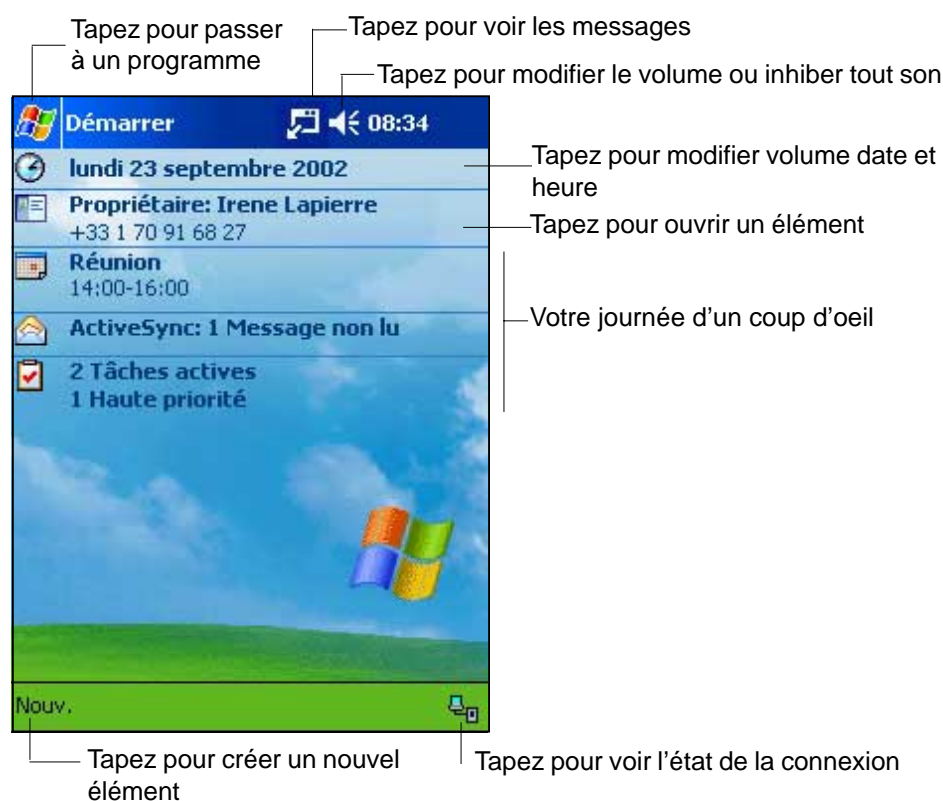 Tapez pour passer
à un programme
Tapez pour voir les messages
Tapez pour modifier le volume ou inhiber tout son
Démarrer 08:34
lundi 23 septembre 2002
Tapez pour modifier volume date et
heure
Propriétaire: Irene Lapierre
+33 1 70 91 68 27
Tapez pour ouvrir un élément
Réunion
14:00-16:00
ActiveSync: 1 Message non lu
Votre journée d'un coup d'oeil
2 Tâches actives
1 Haute priorité
Nouv.
Tapez pour créer un nouvel
élément
Tapez pour voir l'état de la connexion